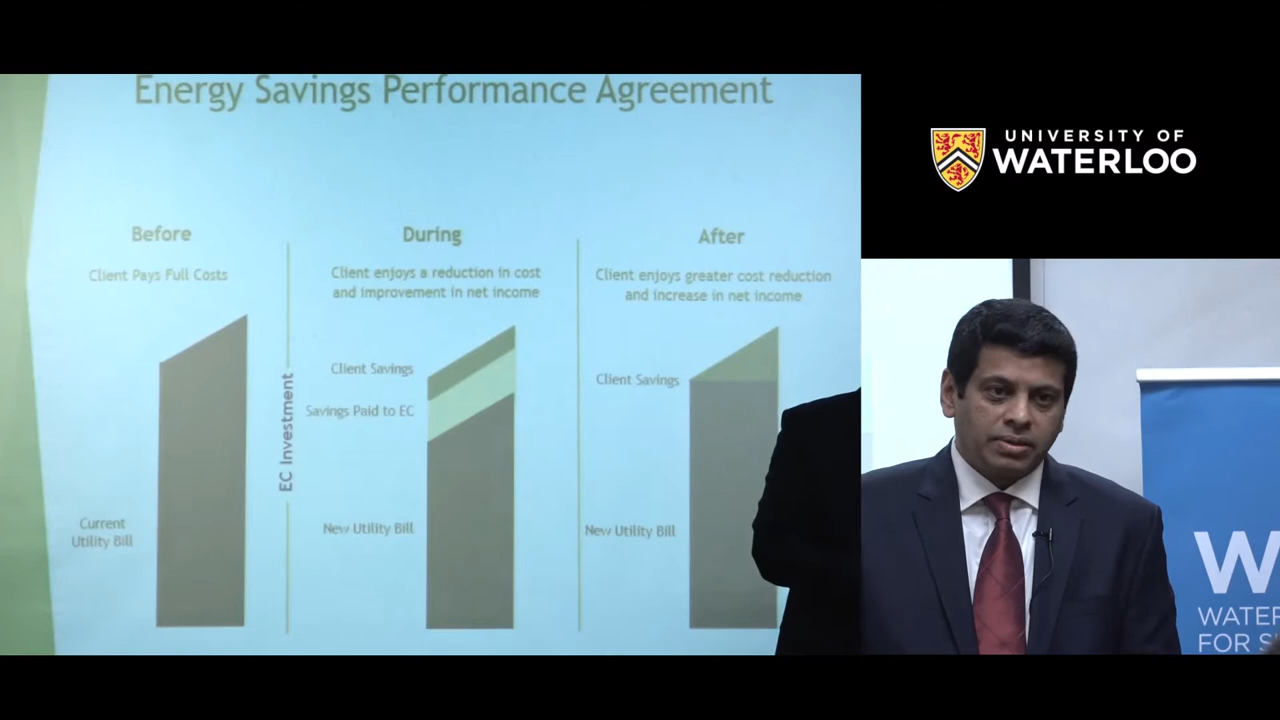 Energy Savings Performance Agreement
Before
Client Pays Full Costs
Current
Utility Bill
EC Investment
During
Client enjoys a reduction in cost
and improvement in net income
Client Savings
Savings Paid to EC
New Utility Bill
After
Client enjoys greater cost reduction
and increase in net income
Client Savings
New Utility Bill
UNIVERSITY OF
WATERLOO
W
WATER
FOR S